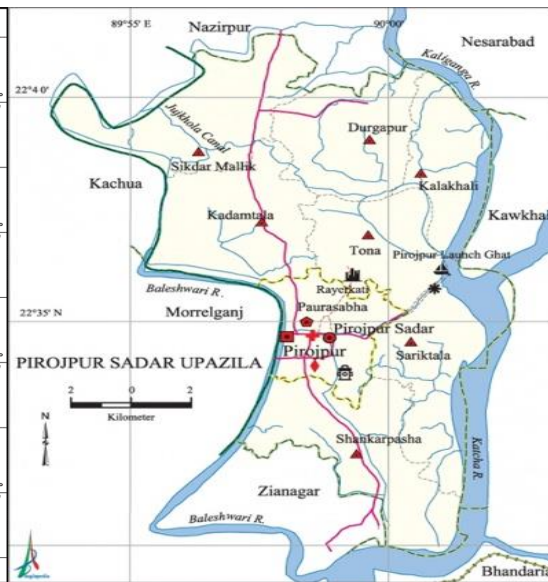 89°55' E
90°00'
Nazirpur
Nesarabad
Kaliganga R.
22°4 0'
Jujkhola Canal
Durgapur
Sikdar Mallik
Kalakhali
Kachua
Kadamtala
Kawkhal
Tona
Pirojpur Launch Ghat
Rayerkati
Baleshwari R.
Morrelganj
Paurasabha
22°35' N
Pirojpur Sadar
Pirojpur
Sariktala
PIROJPUR SADAR UPAZILA
2 0 2
Kilometer
N
Shankarpasha
Katcha R.
Zianagar
Baleshwari R.
Bhandaria